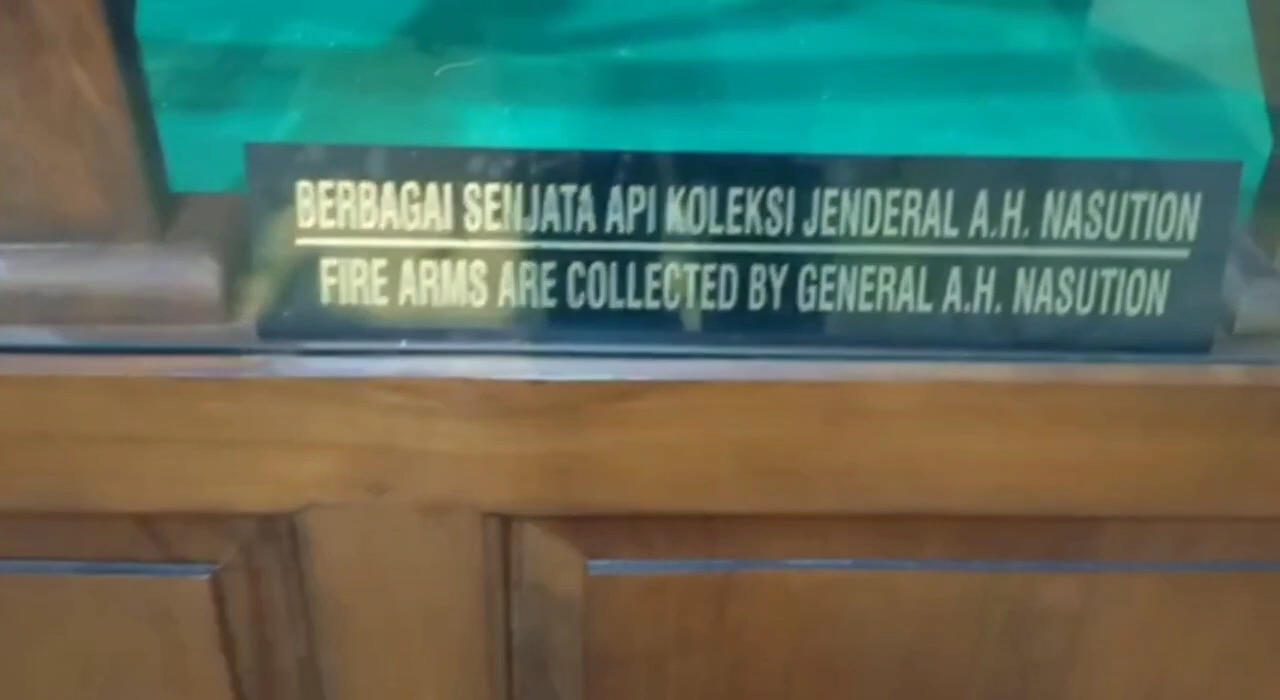 BERBAGAI SENJATA API KOLEKSI JENDERAL A.H. NASUTION
FIRE ARMS ARE COLLECTED BY GENERAL A.H. NASUTION